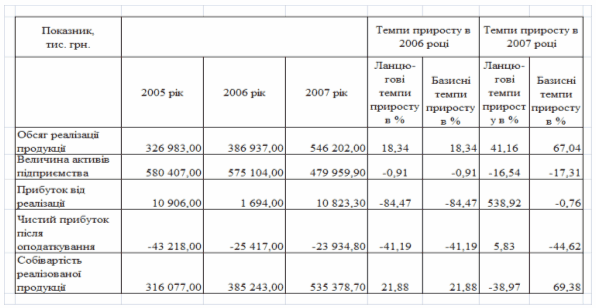 Показник, тис. грн. Темпи приросту в 2006 році Темпи приросту в 2007 році
2005 рік 2006 рік 2007 рік Ланцю-гові темпи приросту в % Базисні темпи приросту в % Ланцю-гові темпи прирост у в % Базисні темпи приросту в %
Обсяг реалізації продукції 326 983,00 386 937,00 546 202,00 18,34 18,34 41,16 67,04
Величина активів підприємства 580 407,00 575 104,00 479 959,90 -0,91 -0,91 -16,54 -17,31
Прибуток від реалізації 10 906,00 1 694,00 10 823,30 -84,47 -84,47 538,92 -0,76
Чистий прибуток після оподаткування -43 218,00 -25 417,00 -23 934,80 -41,19 -41,19 5,83 -44,62
Собівартість реалізованої продукції 316 077,00 385 243,00 535 378,70 21,88 21,88 -38,97 69,38